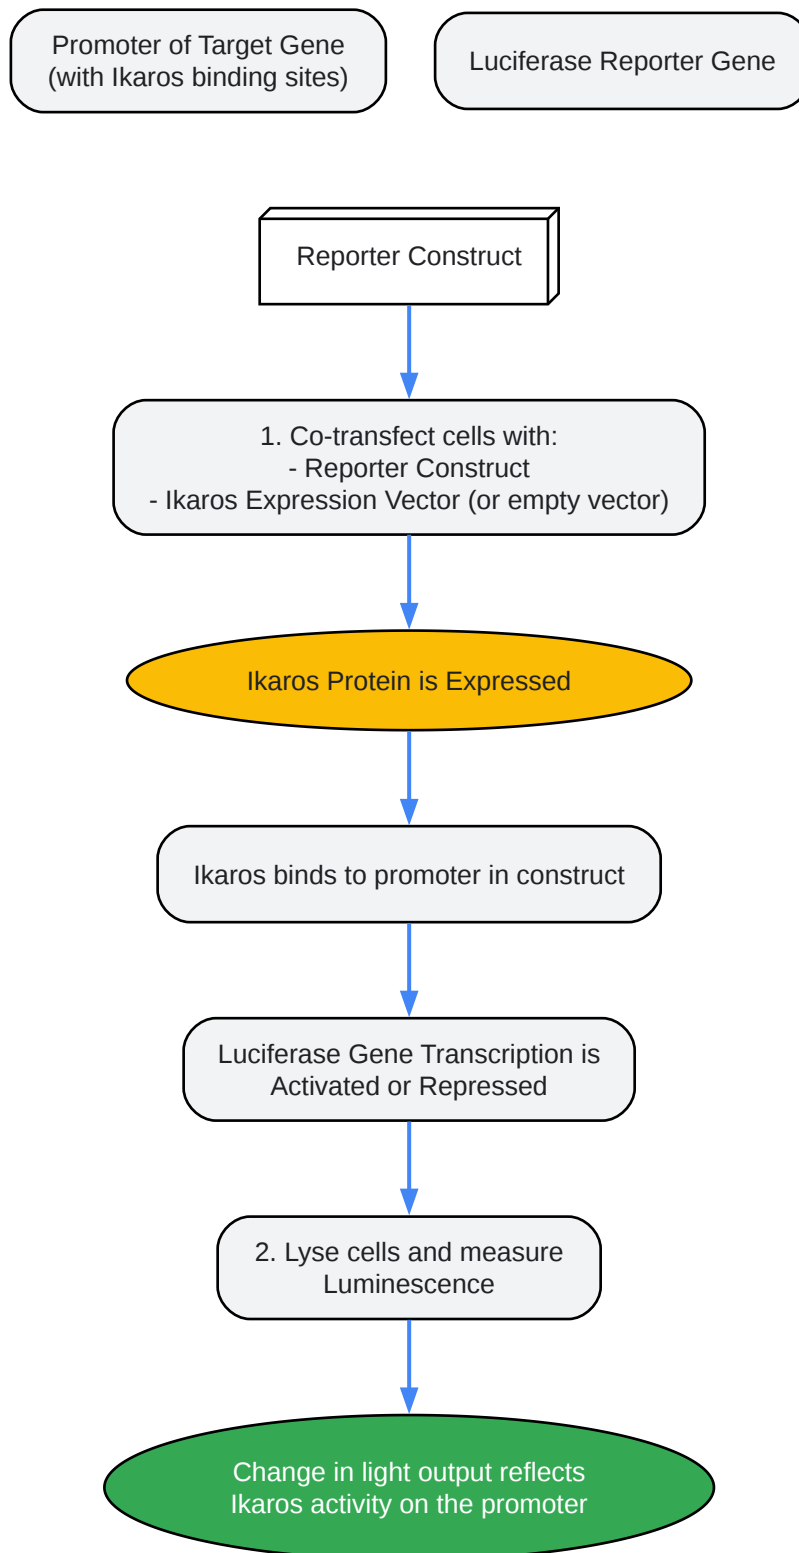 Promoter of Target Gene
(with Ikaros binding sites)
Luciferase Reporter Gene
Reporter Construct
1. Co-transfect cells with:
- Reporter Construct
- Ikaros Expression Vector (or empty vector)
Ikaros Protein is Expressed
Ikaros binds to promoter in construct
Luciferase Gene Transcription is
Activated or Repressed
2. Lyse cells and measure
Luminescence
Change in light output reflects
Ikaros activity on the promoter